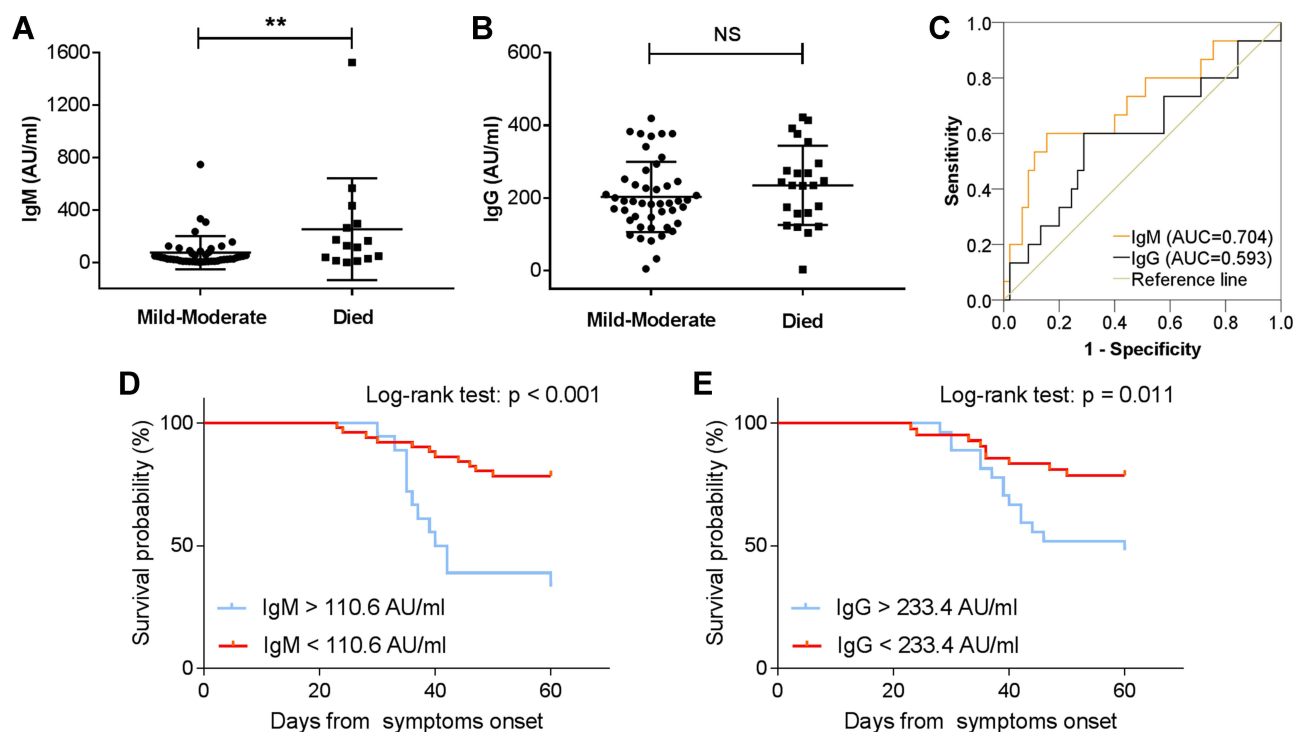 A
**
IgM (AU/ml)
1600
1200
800
400
0
Mild-Moderate
Died
B
NS
IgG (AU/ml)
600
400
200
0
Mild-Moderate
Died
C
Sensitivity
1.0
0.8
0.6
0.4
0.2
0.0
IgM (AUC=0.704)
IgG (AUC=0.593)
Reference line
0.0 0.2 0.4 0.6 0.8 1.0
1 - Specificity
D
Log-rank test: p < 0.001
Survival probability (%)
100
50
0
IgM > 110.6 AU/ml
IgM < 110.6 AU/ml
0 20 40 60
Days from symptoms onset
E
Log-rank test: p = 0.011
Survival probability (%)
100
50
0
IgG > 233.4 AU/ml
IgG < 233.4 AU/ml
0 20 40 60
Days from symptoms onset